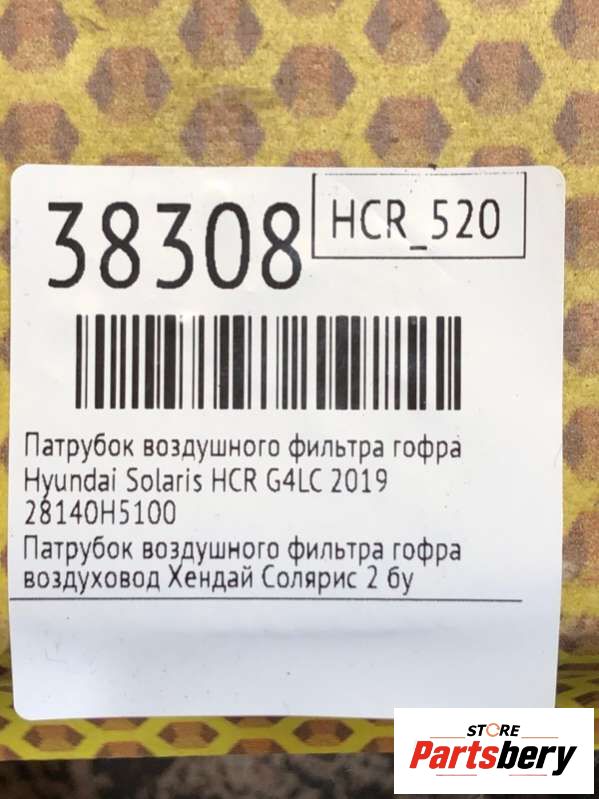 38308
HCR_520
Патрубок воздушного фильтра гофра
Hyundai Solaris HCR G4LC 2019
28140H5100
Патрубок воздушного фильтра гофра
воздуховод Хендай Солярис 2 бу
STORE
Partsbery